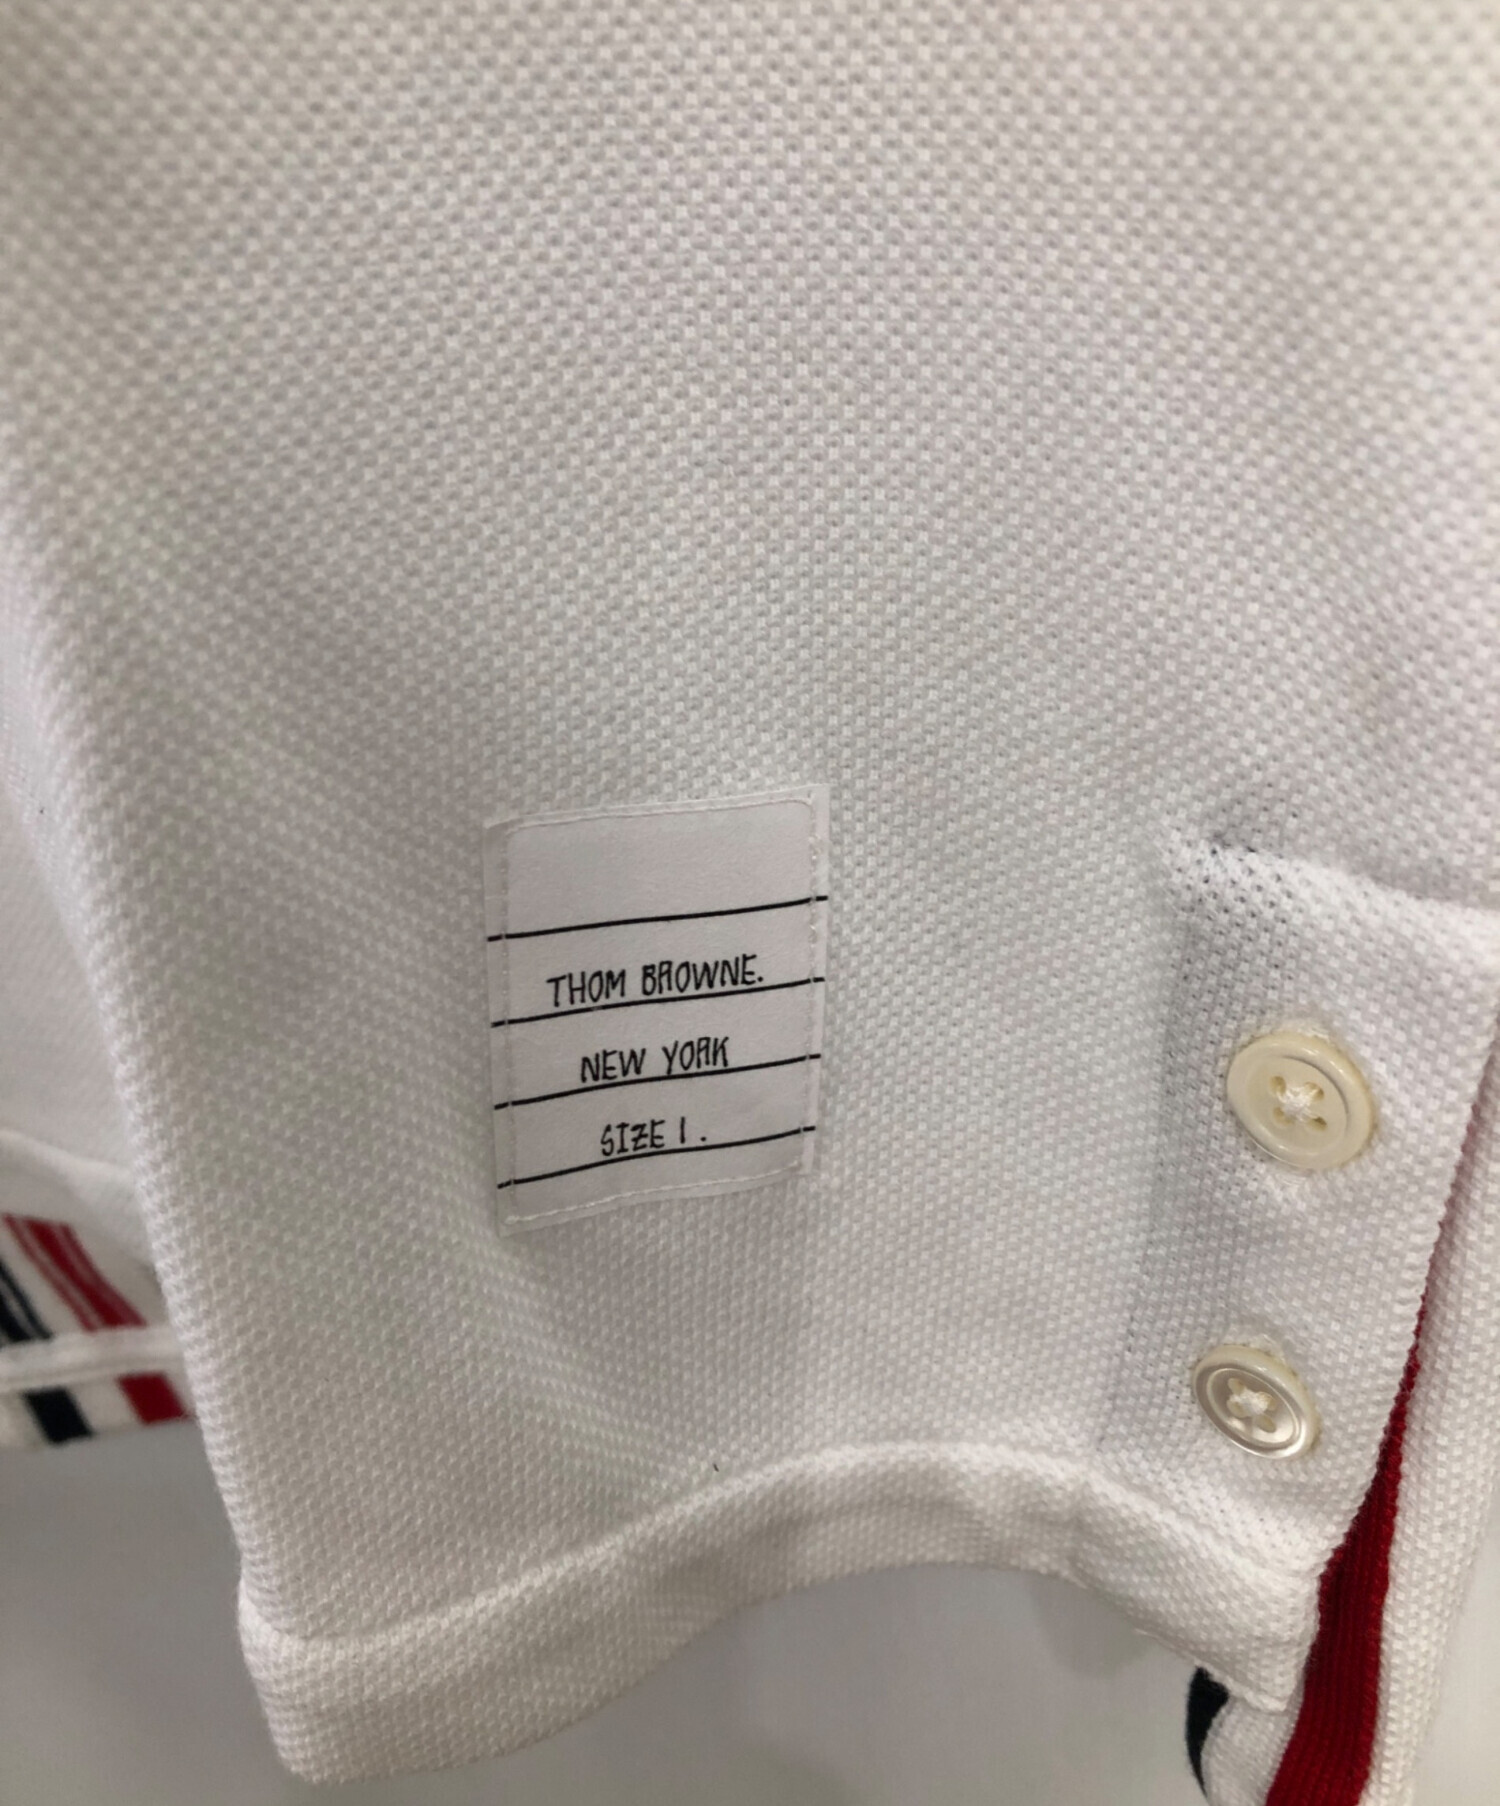 THOM BROWNE.
NEW YORK
SIZE 1.